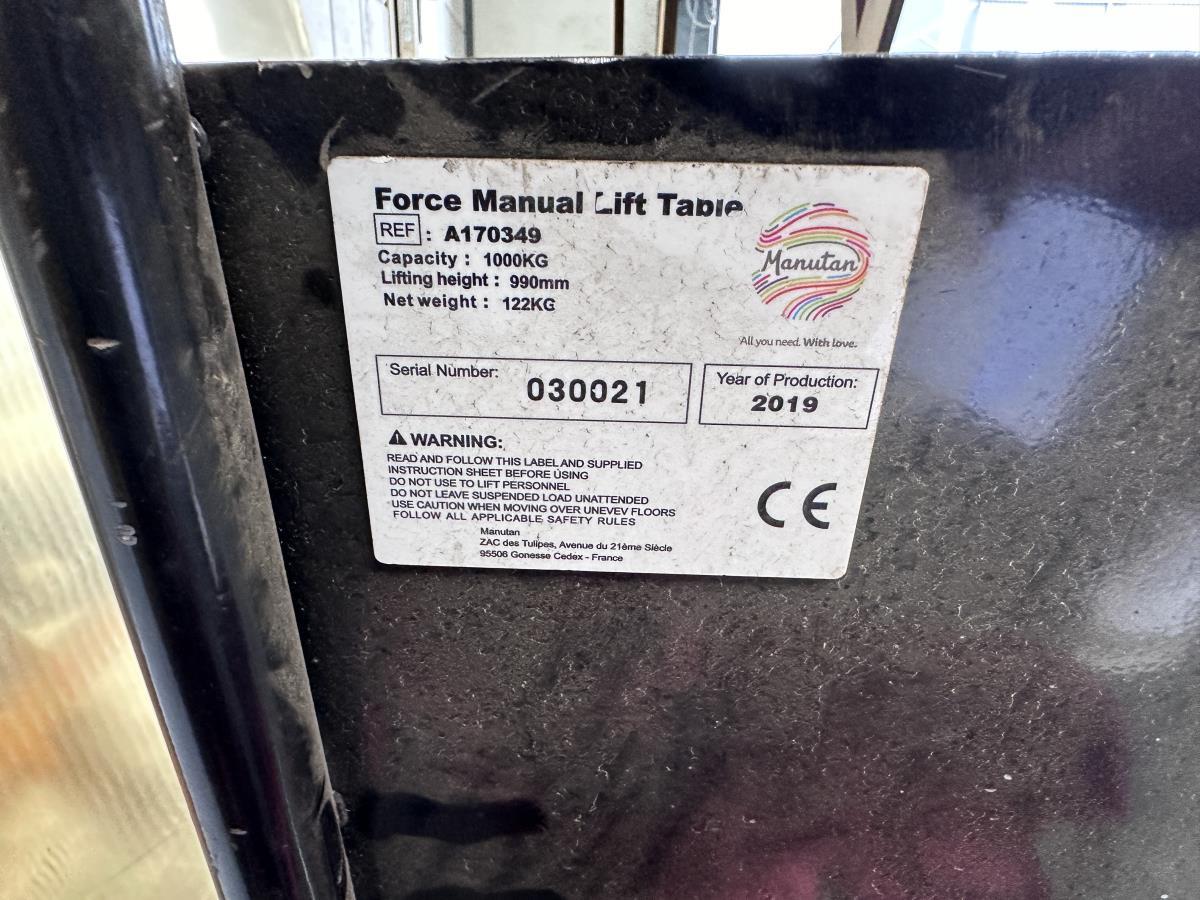 Force Manual Lift Table
REF : A170349
Capacity : 1000KG
Lifting height : 990mm
Net weight : 122KG
Manutan
All you need. With love.
Serial Number: 030021
Year of Production:
2019
WARNING:
READ AND FOLLOW THIS LABEL AND SUPPLIED
INSTRUCTION SHEET BEFORE USING
DO NOT USE TO LIFT PERSONNEL
DO NOT LEAVE SUSPENDED LOAD UNATTENDED
USE CAUTION WHEN MOVING OVER UNEVEV FLOORS
FOLLOW ALL APPLICABLE SAFETY RULES
CE
Manutan
ZAC des Tulipes, Avenue du 21ème Siècle
95506 Gonesse Cedex - France